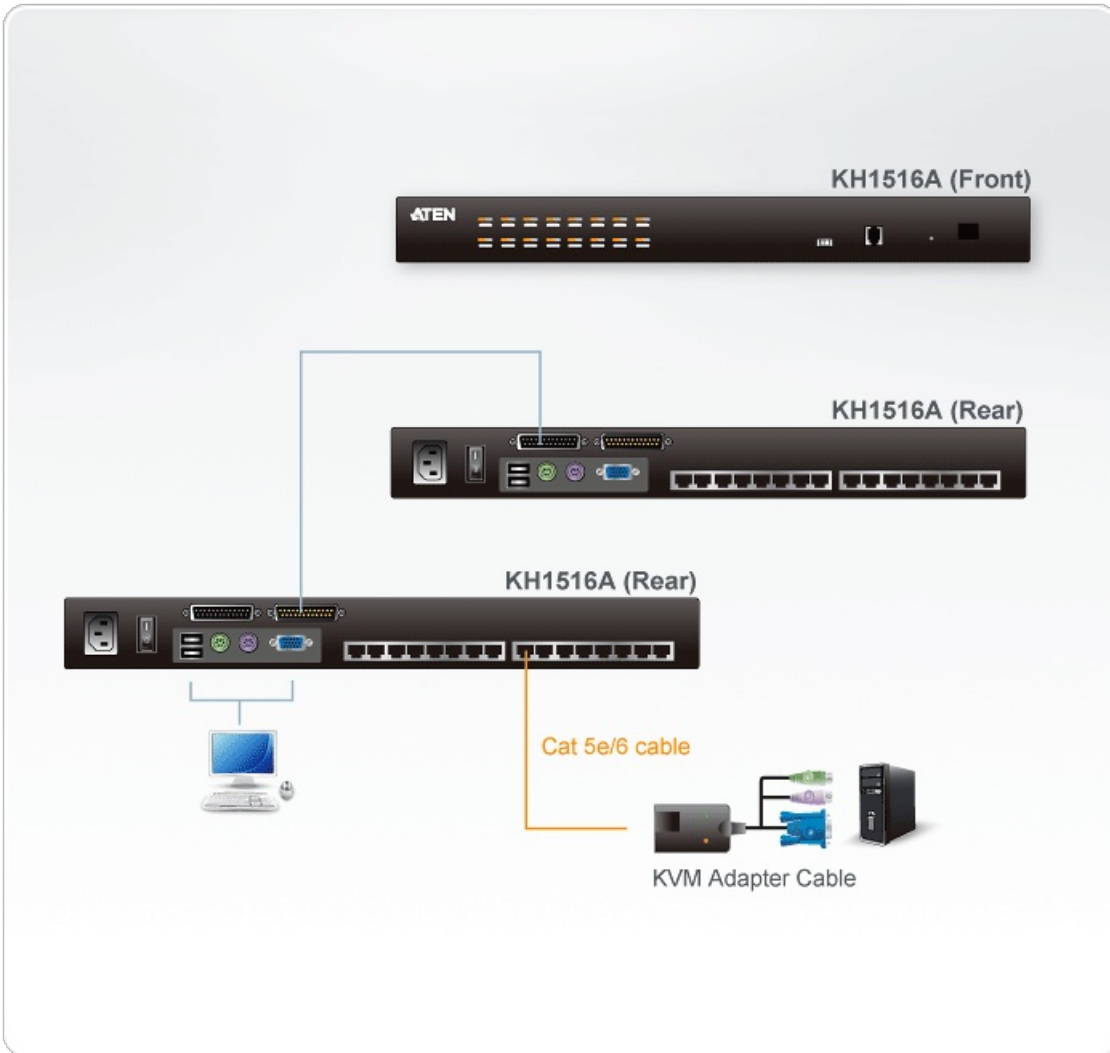 KH1516A (Front)
ATEN
KH1516A (Rear)
KH1516A (Rear)
Cat 5e/6 cable
KVM Adapter Cable